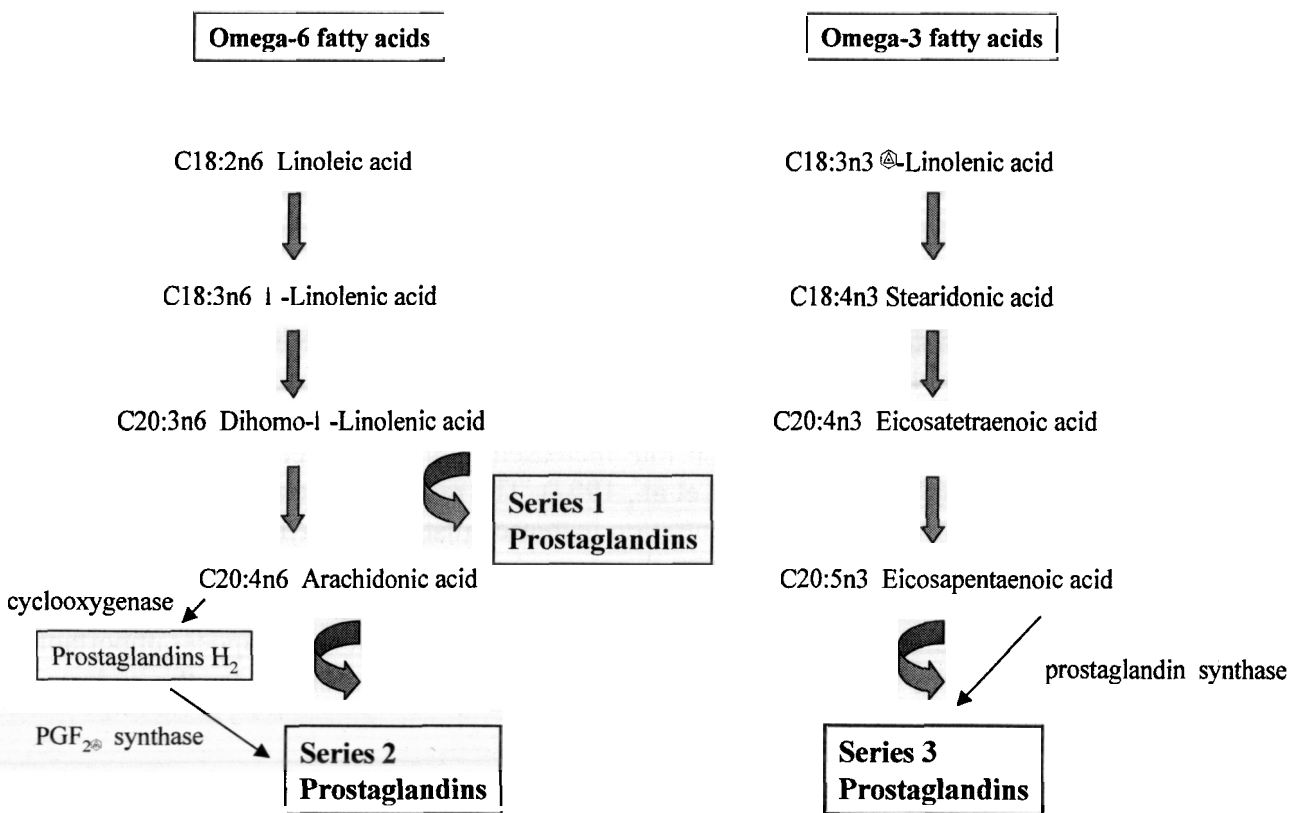 Omega-6 fatty acids
Omega-3 fatty acids
C18:2n6 Linoleic acid
C18:3n3 -Linolenic acid
C18:3n6 l -Linolenic acid
C18:4n3 Stearidonic acid
C20:3n6 Dihomo-l -Linolenic acid
C20:4n3 Eicosatetraenoic acid
Series 1
Prostaglandins
C20:4n6 Arachidonic acid
C20:5n3 Eicosapentaenoic acid
cyclooxygenase
Prostaglandins H₂
prostaglandin synthase
PGF₂ synthase
Series 2
Prostaglandins
Series 3
Prostaglandins